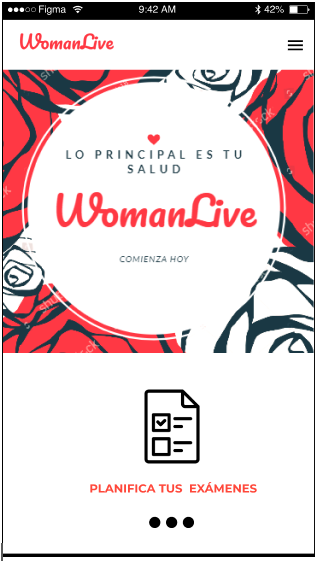 Figma 9:42 AM 42%
WomanLive
LO PRINCIPAL ES TU
SALUD
WomanLive
COMIENZA HOY
PLANIFICA TUS EXÁMENES